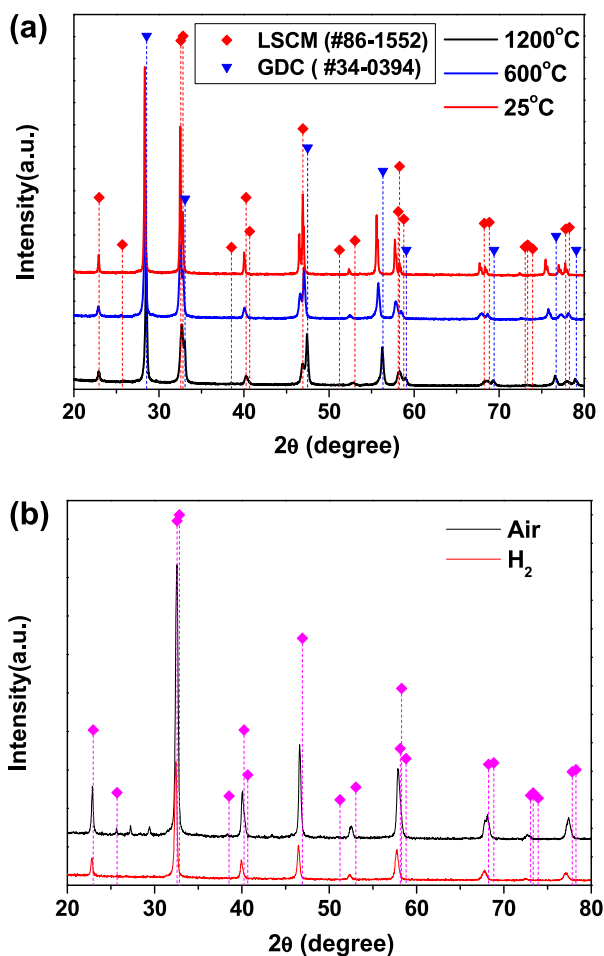 (a)
LSCM (#86-1552)
GDC ( #34-0394)
1200°C
600°C
25°C
Intensity(a.u.)
20 30 40 50 60 70 80
2θ (degree)
(b)
Air
H₂
Intensity(a.u.)
20 30 40 50 60 70 80
2θ (degree)